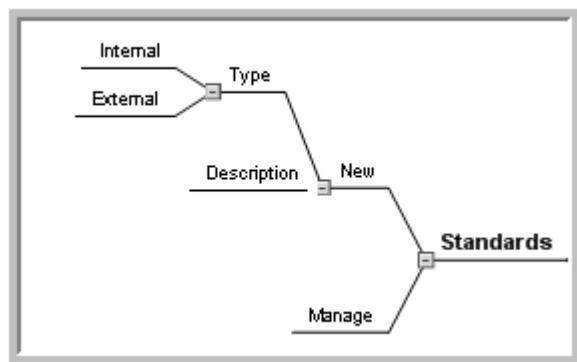 Internal
Type
External
Description
New
Standards
Manage